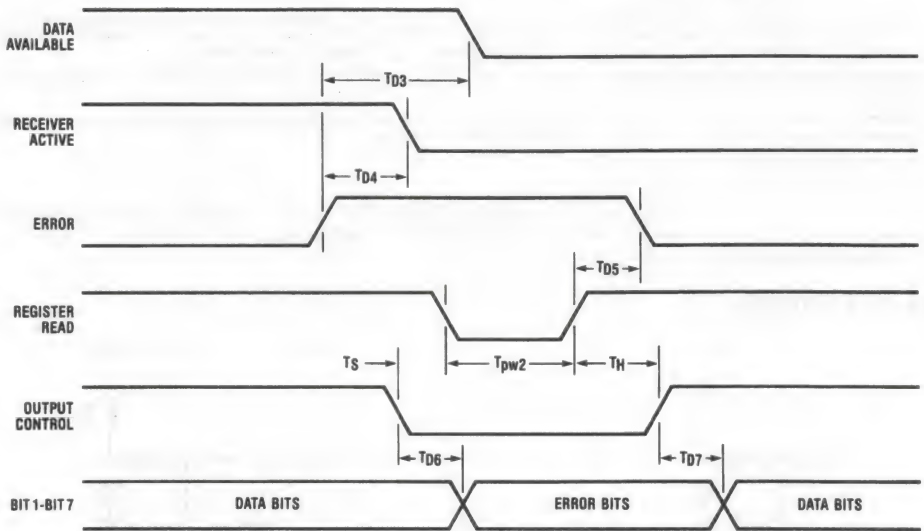 DATA
AVAILABLE
TD3
RECEIVER
ACTIVE
TD4
ERROR
TD5
REGISTER
READ
TS
Tpw2
TH
OUTPUT
CONTROL
TD6
TD7
BIT 1-BIT 7
DATA BITS
ERROR BITS
DATA BITS